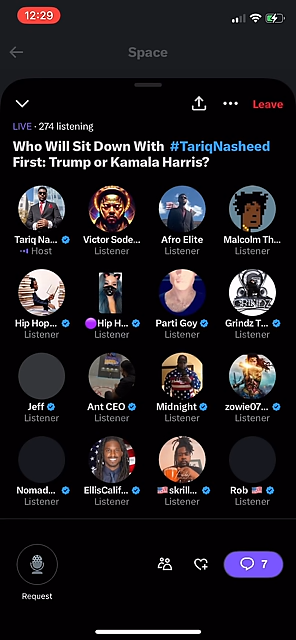 12:29
Space
Leave
LIVE · 274 listening
Who Will Sit Down With #TariqNasheed
First: Trump or Kamala Harris?
Tariq Na... Victor Sode... Afro Elite Malcolm Th...
Host Listener Listener Listener
Hip Hop... Hip H... Parti Goy Grindz T...
Listener Listener Listener Listener
Jeff Ant CEO Midnight zowie07...
Listener Listener Listener Listener
Nomad... EllisCalif... 🇺🇸skrill... Rob 🇺🇸
Listener Listener Listener Listener
7
Request